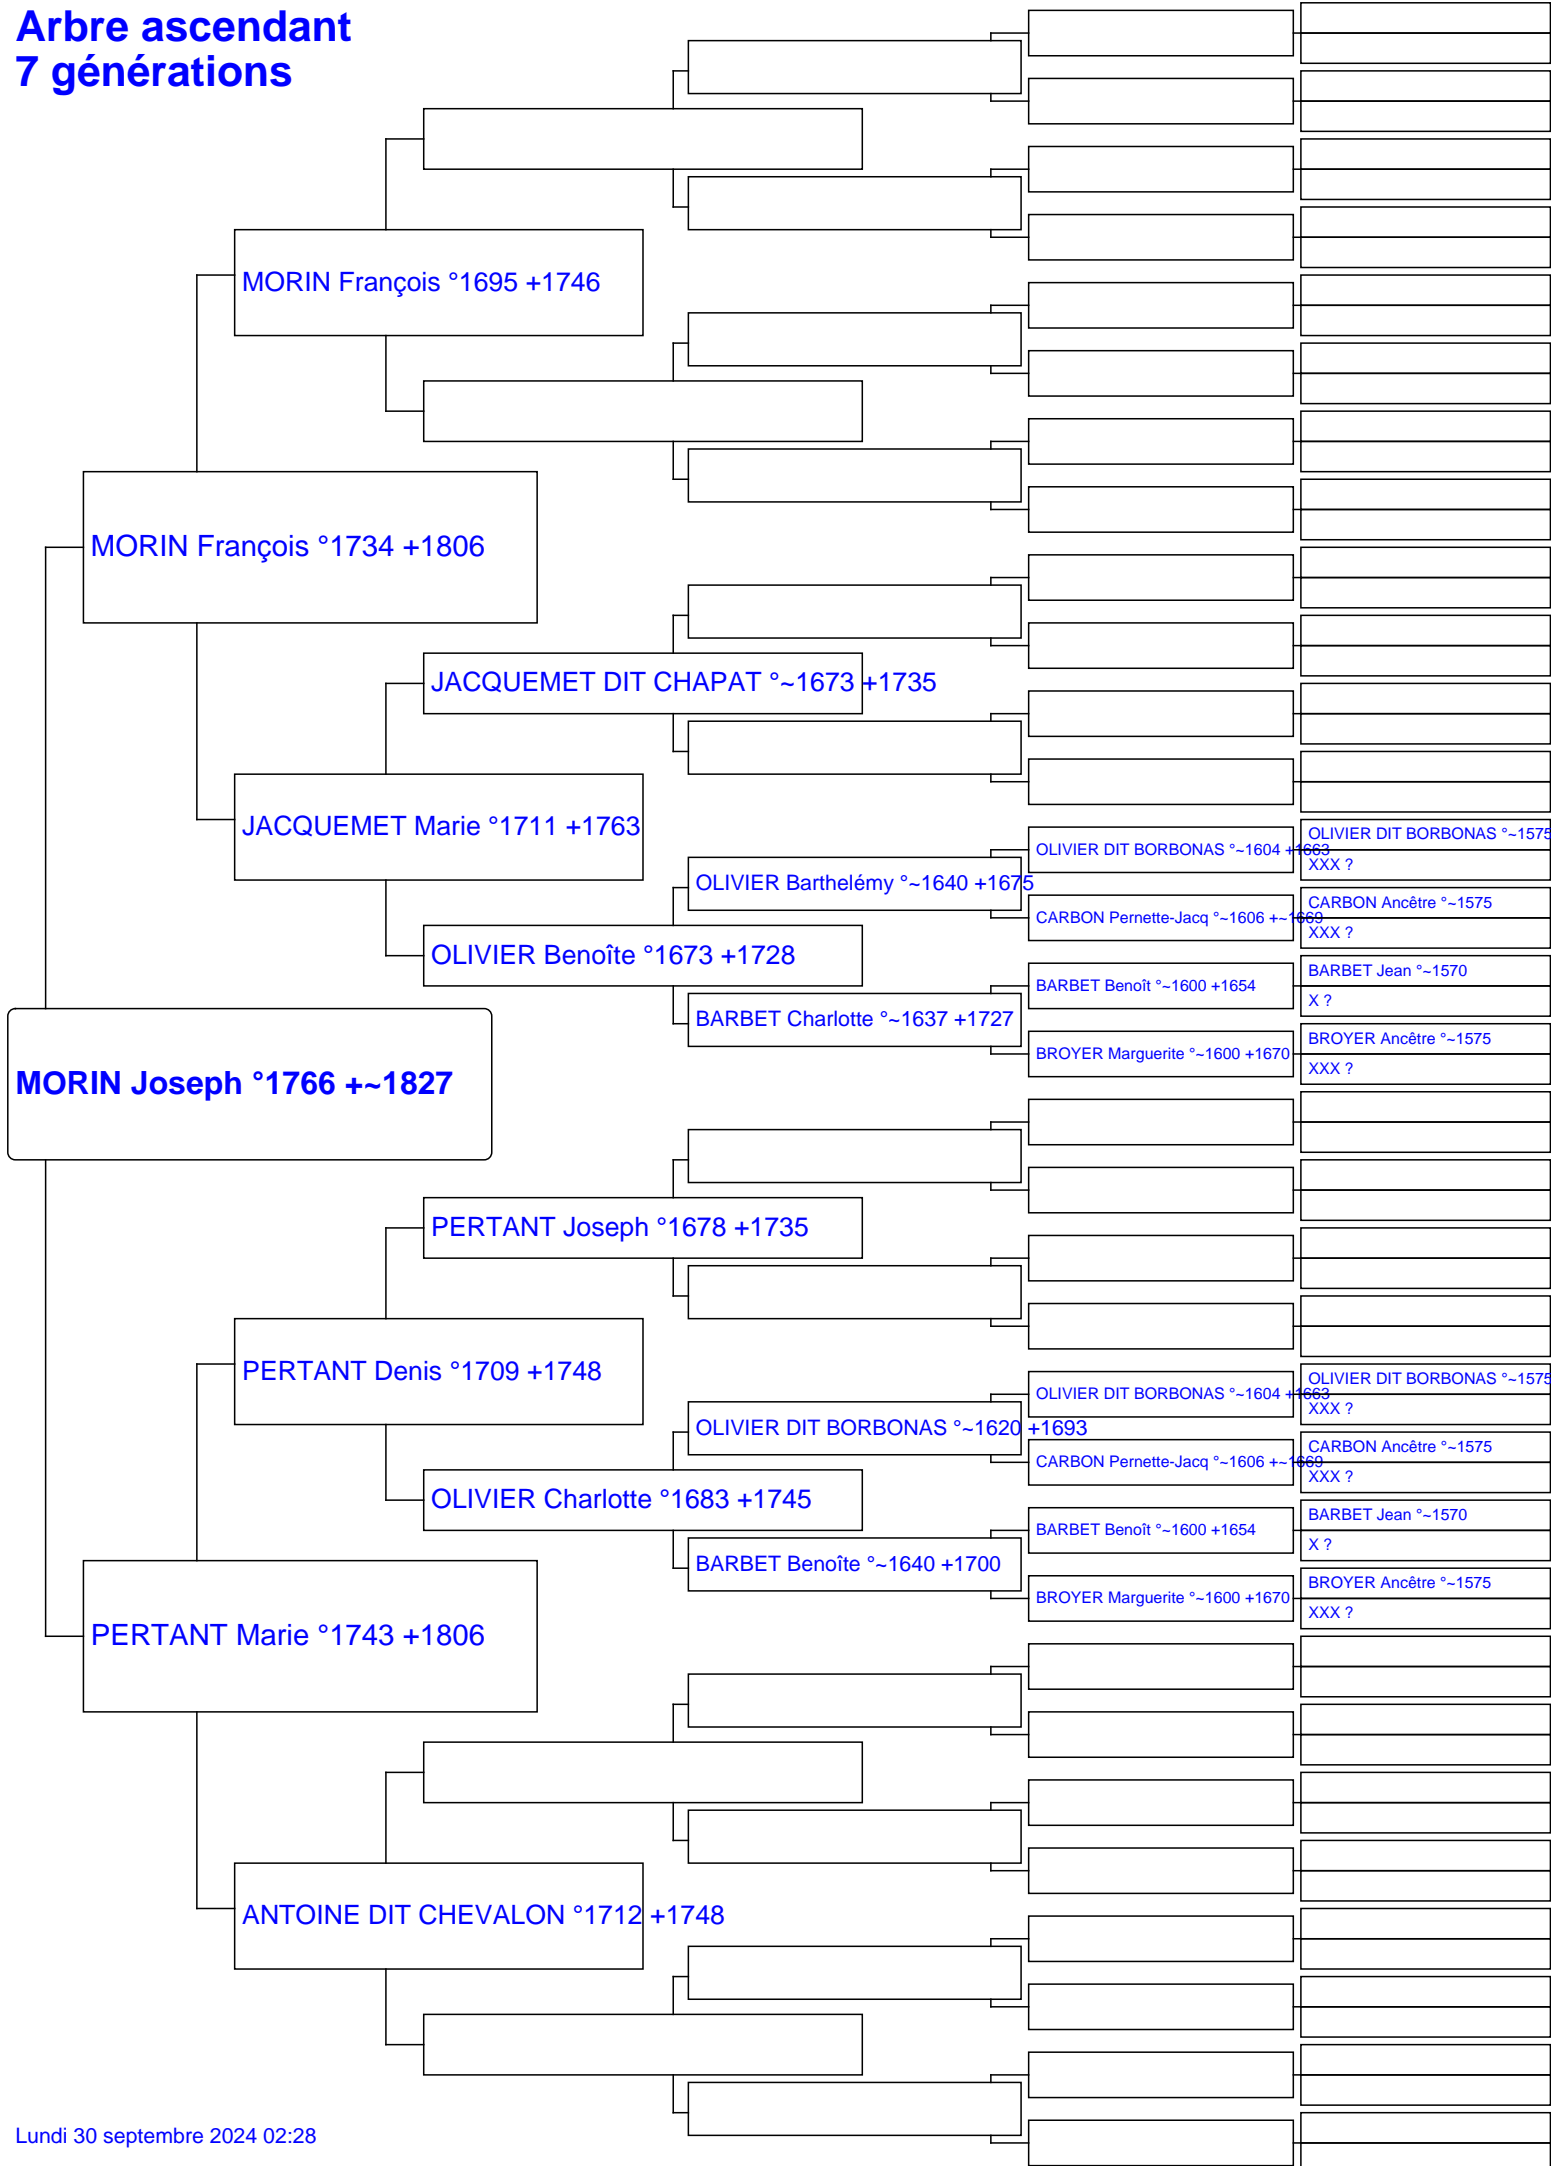 Arbre ascendant
7 générations
MORIN François °1695 +1746
MORIN François °1734 +1806
JACQUEMET DIT CHAPAT °~1673 +1735
JACQUEMET Marie °1711 +1763
OLIVIER DIT BORBONAS °~1575
OLIVIER DIT BORBONAS °~1604 +1663
XXX ?
OLIVIER Barthelémy °~1640 +1675
CARBON Ancêtre °~1575
CARBON Pernette-Jacq °~1606 +~1669
XXX ?
OLIVIER Benoîte °1673 +1728
BARBET Jean °~1570
BARBET Benoît °~1600 +1654
X ?
BARBET Charlotte °~1637 +1727
BROYER Ancêtre °~1575
BROYER Marguerite °~1600 +1670
XXX ?
MORIN Joseph °1766 +~1827
PERTANT Joseph °1678 +1735
PERTANT Denis °1709 +1748
OLIVIER DIT BORBONAS °~1575
OLIVIER DIT BORBONAS °~1604 +1663
XXX ?
OLIVIER DIT BORBONAS °~1620 +1693
CARBON Ancêtre °~1575
CARBON Pernette-Jacq °~1606 +~1669
XXX ?
OLIVIER Charlotte °1683 +1745
BARBET Jean °~1570
BARBET Benoît °~1600 +1654
X ?
BARBET Benoîte °~1640 +1700
BROYER Ancêtre °~1575
BROYER Marguerite °~1600 +1670
XXX ?
PERTANT Marie °1743 +1806
ANTOINE DIT CHEVALON °1712 +1748
Lundi 30 septembre 2024 02:28